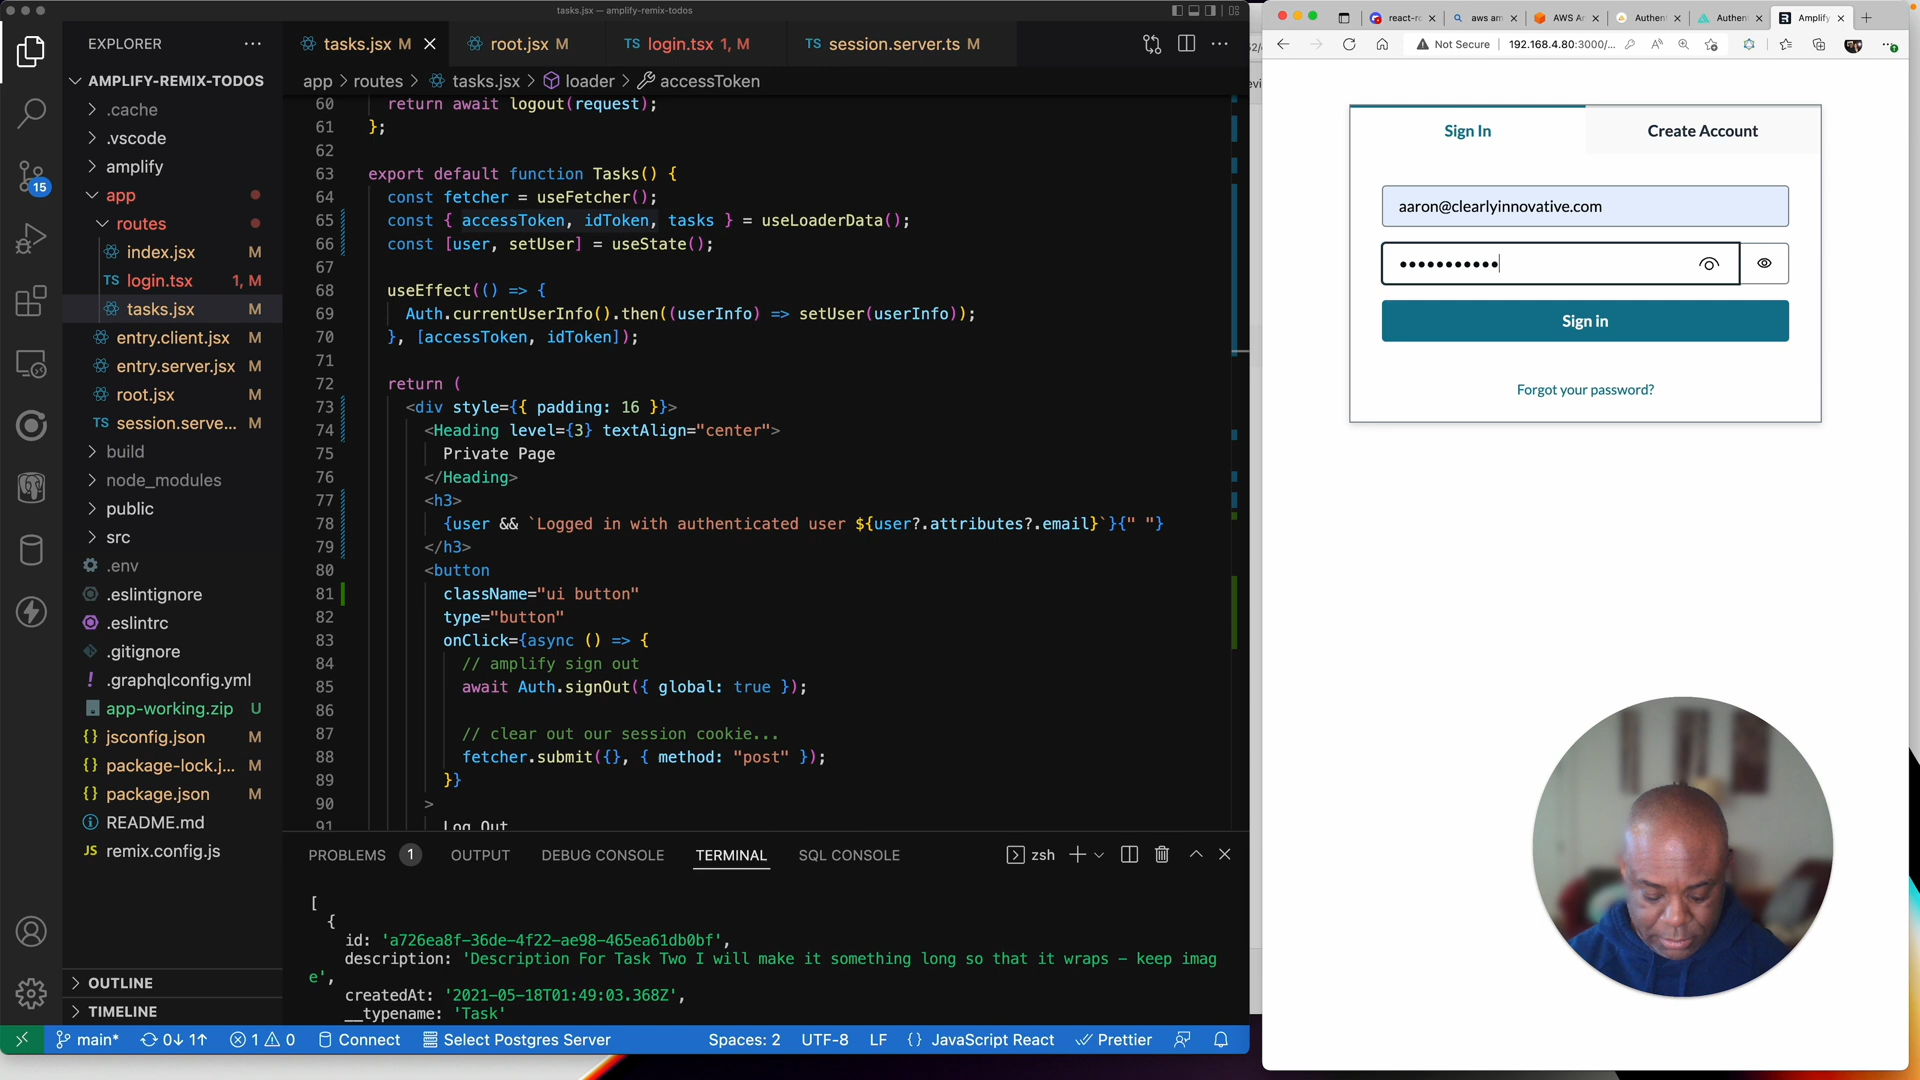 tasks.jsx — amplify-remix-todos
EXPLORER
AMPLIFY-REMIX-TODOS
.cache
.vscode
amplify
app
routes
index.jsx M
login.tsx 1, M
tasks.jsx M
entry.client.jsx M
entry.server.jsx M
root.jsx M
session.serve... M
build
node_modules
public
src
.env
.eslintignore
.eslintrc
.gitignore
.graphqlconfig.yml
app-working.zip U
jsconfig.json M
package-lock.j... M
package.json M
README.md
remix.config.js
OUTLINE
TIMELINE
15
tasks.jsx M
root.jsx M
login.tsx 1, M
session.server.ts M
app > routes > tasks.jsx > loader > accessToken
60 return await logout(request);
61 };
62
63 export default function Tasks() {
64 const fetcher = useFetcher();
65 const { accessToken, idToken, tasks } = useLoaderData();
66 const [user, setUser] = useState();
67
68 useEffect(() => {
69 Auth.currentUserInfo().then((userInfo) => setUser(userInfo));
70 }, [accessToken, idToken]);
71
72 return (
73 <div style={{ padding: 16 }}>
74 <Heading level={3} textAlign="center">
75 Private Page
76 </Heading>
77 <h3>
78 {user && `Logged in with authenticated user ${user?.attributes?.email}`}{" "}
79 </h3>
80 <button
81 className="ui button"
82 type="button"
83 onClick={async () => {
84 // amplify sign out
85 await Auth.signOut({ global: true });
86
87 // clear out our session cookie...
88 fetcher.submit({}, { method: "post" });
89 }}
90 >
91 Log Out
PROBLEMS 1 OUTPUT DEBUG CONSOLE TERMINAL SQL CONSOLE
zsh
[
{
id: 'a726ea8f-36de-4f22-ae98-465ea61db0bf',
description: 'Description For Task Two I will make it something long so that it wraps - keep imag
e',
createdAt: '2021-05-18T01:49:03.368Z',
__typename: 'Task'
main* 0↓ 1↑ 1 0 Connect Select Postgres Server Spaces: 2 UTF-8 LF {} JavaScript React Prettier
react-ro
aws am
AWS Ar
Authen
Authen
Amplify
Not Secure 192.168.4.80:3000/...
Sign In
Create Account
aaron@clearlyinnovative.com
•••••••••••
Sign in
Forgot your password?